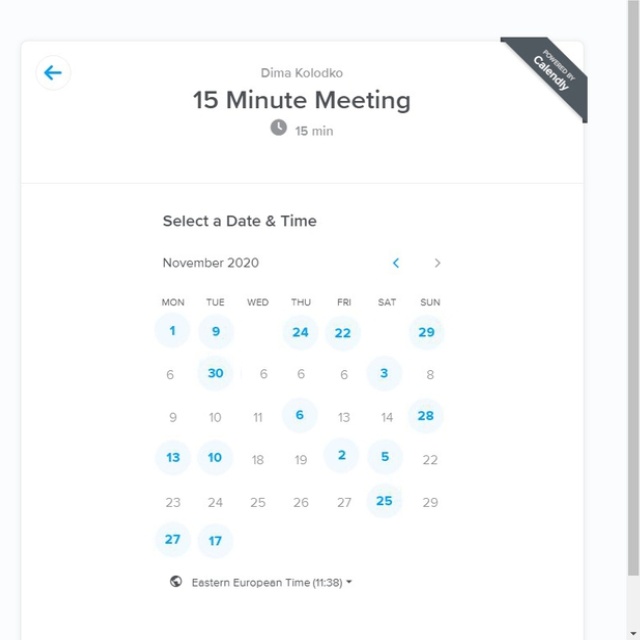 POWERED BY
Calendly
Dima Kolodko
15 Minute Meeting
15 min
Select a Date & Time
November 2020
MON TUE WED THU FRI SAT SUN
1 9 24 22 29
6 30 6 6 6 3 8
9 10 11 6 13 14 28
13 10 18 19 2 5 22
23 24 25 26 27 25 29
27 17
Eastern European Time (11:38)